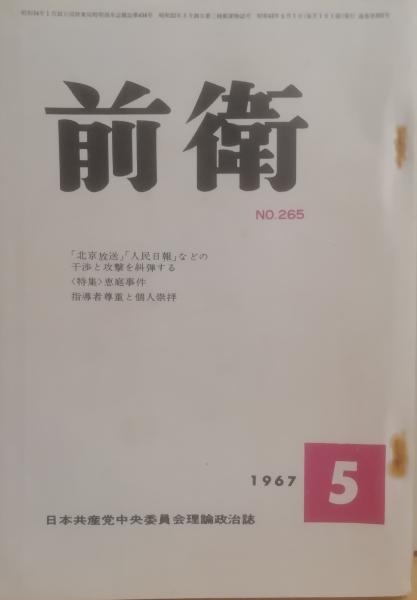 前衛
NO.265
「北京放送」「人民日報」などの
干渉と攻撃を糾弾する
〈特集〉恵庭事件
指導者尊重と個人崇拝
1967 5
日本共産党中央委員会理論政治誌